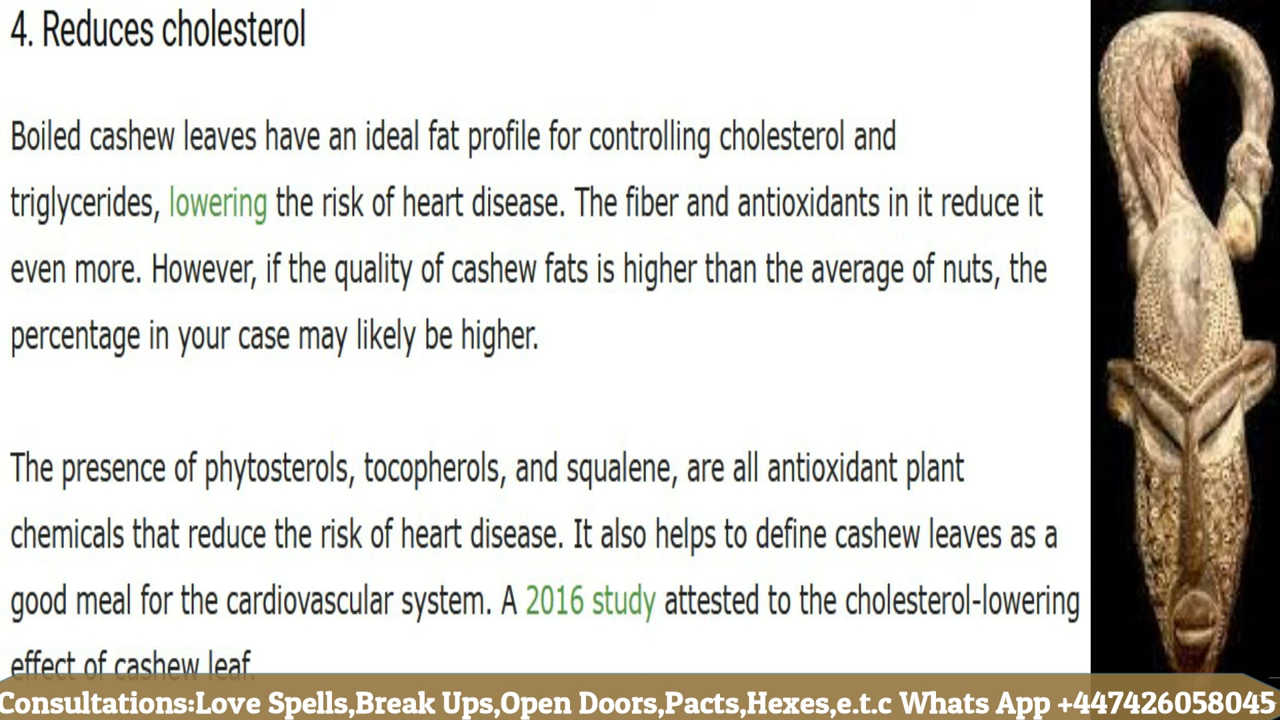 4. Reduces cholesterol
Boiled cashew leaves have an ideal fat profile for controlling cholesterol and
triglycerides, lowering the risk of heart disease. The fiber and antioxidants in it reduce it
even more. However, if the quality of cashew fats is higher than the average of nuts, the
percentage in your case may likely be higher.
The presence of phytosterols, tocopherols, and squalene, are all antioxidant plant
chemicals that reduce the risk of heart disease. It also helps to define cashew leaves as a
good meal for the cardiovascular system. A 2016 study attested to the cholesterol-lowering
effect of cashew leaf.
Consultations:Love Spells,Break Ups,Open Doors,Pacts,Hexes,e.t.c Whats App +447426058045